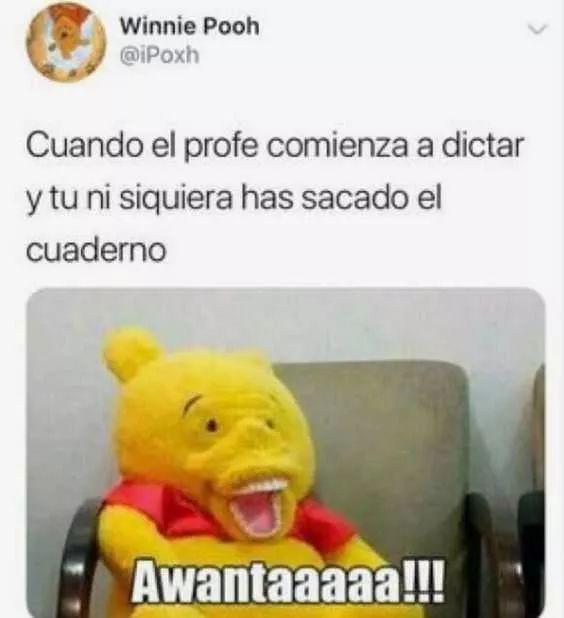 Winnie Pooh
@iPoxh
Cuando el profe comienza a dictar
y tu ni siquiera has sacado el
cuaderno
Awantaaaaa!!!